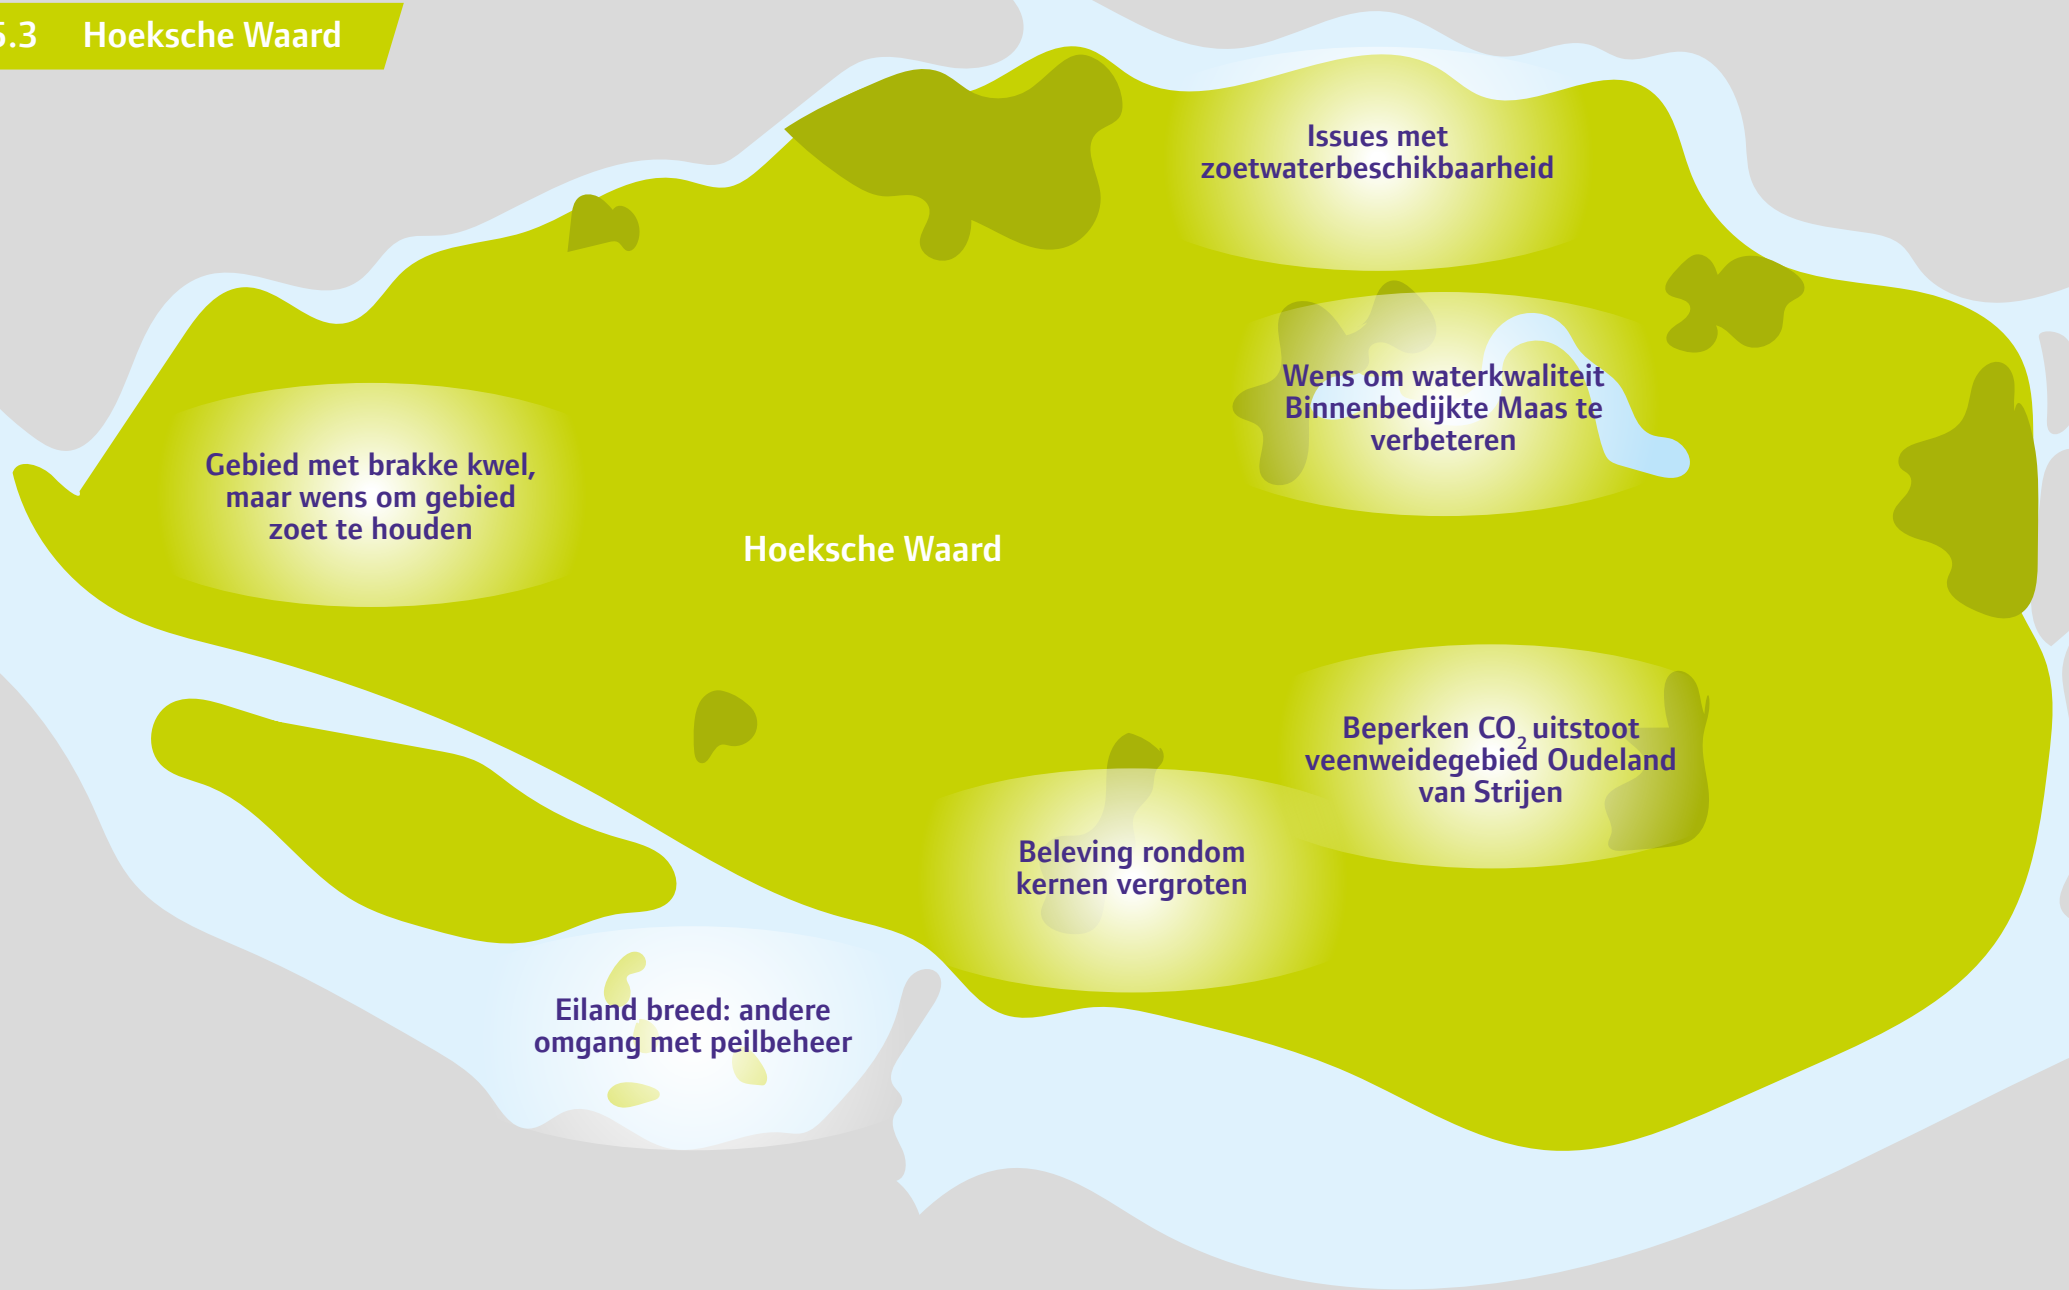 5.3 Hoeksche Waard
Issues met
zoetwaterbeschikbaarheid
Wens om waterkwaliteit
Binnenbedijkte Maas te
verbeteren
Gebied met brakke kwel,
maar wens om gebied
zoet te houden
Hoeksche Waard
Beperken CO₂ uitstoot
veenweidegebied Oudeland
van Strijen
Beleving rondom
kernen vergroten
Eiland breed: andere
omgang met peilbeheer